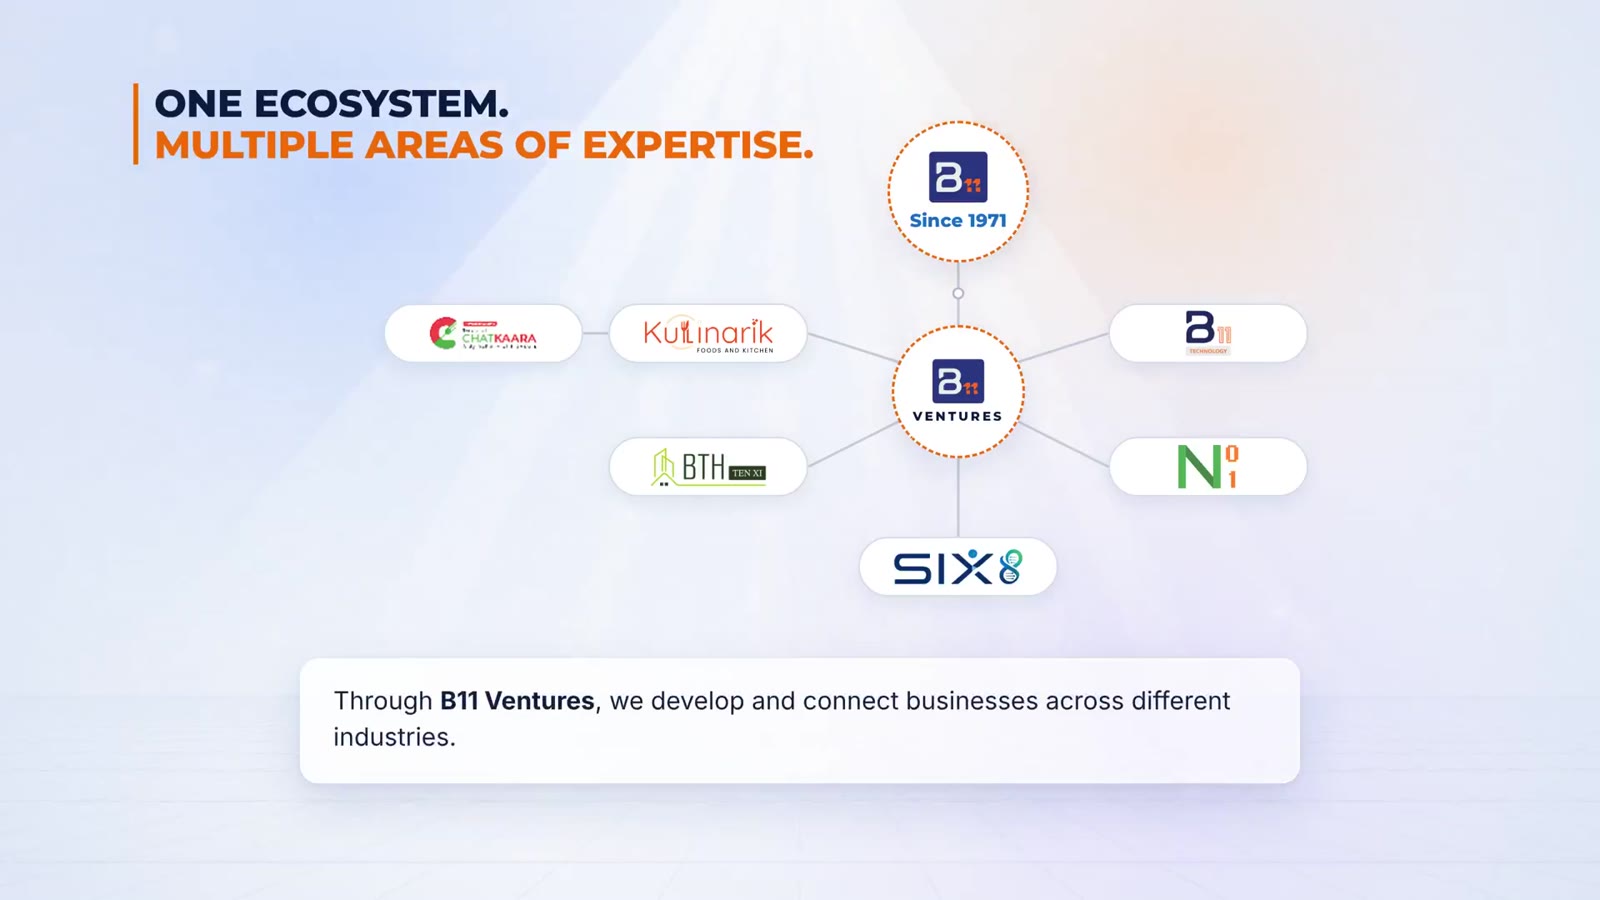 ONE ECOSYSTEM.
MULTIPLE AREAS OF EXPERTISE.
B11
Since 1971
CHATKAARA
Kulinarik
FOODS AND KITCHEN
B11
VENTURES
B11
TECHNOLOGY
BTH TEN XI
N01
SIX8
Through B11 Ventures, we develop and connect businesses across different
industries.